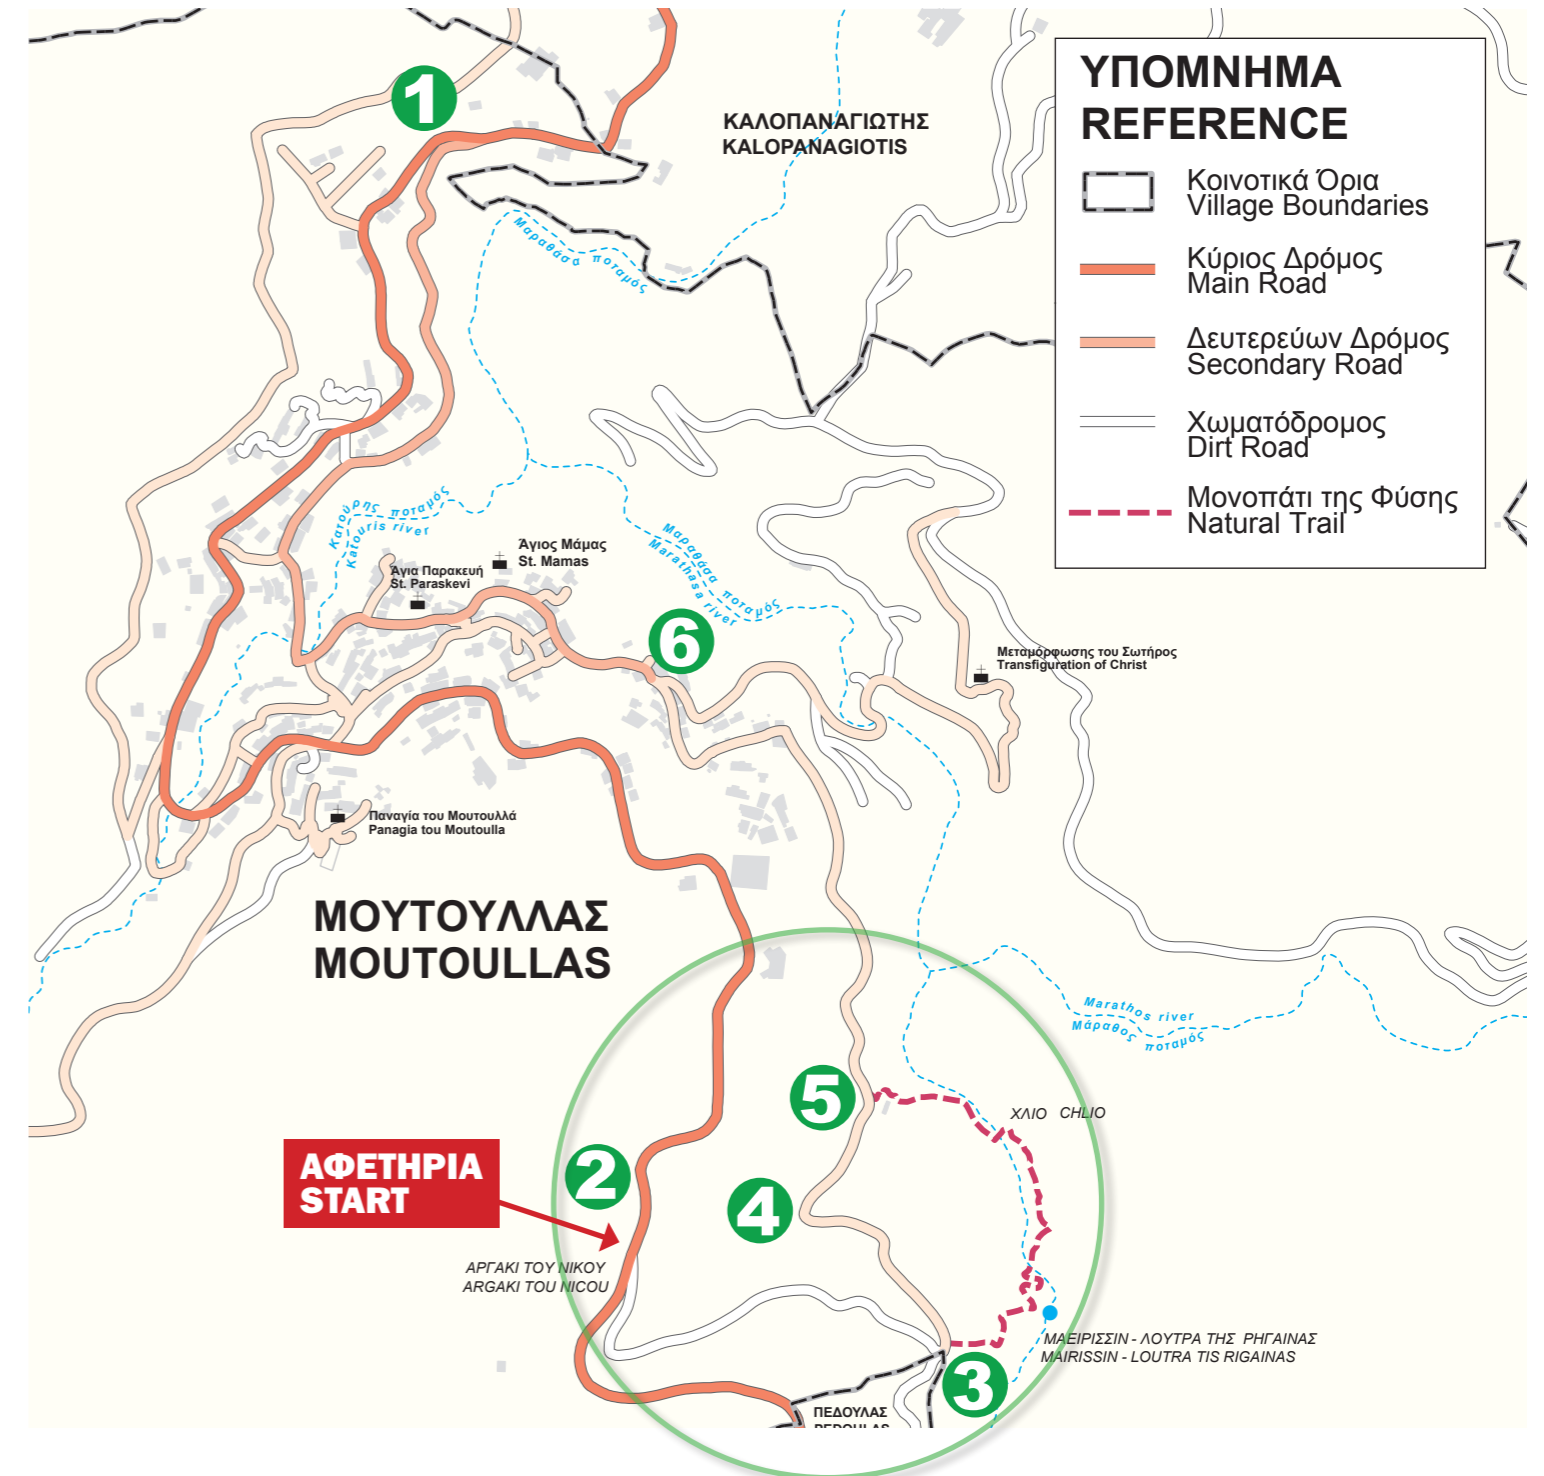 1
ΚΑΛΟΠΑΝΑΓΙΩΤΗΣ
KALOPANAGIOTIS
ΥΠΟΜΝΗΜΑ
REFERENCE
Κοινοτικά Όρια
Village Boundaries
Κύριος Δρόμος
Main Road
Δευτερεύων Δρόμος
Secondary Road
Χωματόδρομος
Dirt Road
Μονοπάτι της Φύσης
Natural Trail
Μαραθάσα ποταμός
Κατούρης ποταμός
Katouris river
Άγιος Μάμας
St. Mamas
Άγια Παρακευή
St. Paraskevi
Μαραθάσα ποταμός
Marathasa river
6
Μεταμόρφωσης του Σωτήρος
Transfiguration of Christ
Παναγία του Μουτουλλά
Panagia tou Moutoulla
ΜΟΥΤΟΥΛΛΑΣ
MOUTOULLAS
Marathos river
Μάραθος ποταμός
5
ΧΛΙΟ CHLIO
ΑΦΕΤΗΡΙΑ
START
2
4
ΑΡΓΑΚΙ ΤΟΥ ΝΙΚΟΥ
ARGAKI TOU NICOU
ΜΑΕΙΡΙΣΣΙΝ - ΛΟΥΤΡΑ ΤΗΣ ΡΗΓΑΙΝΑΣ
MAIRISSIN - LOUTRA TIS RIGAINAS
3
ΠΕΔΟΥΛΑΣ